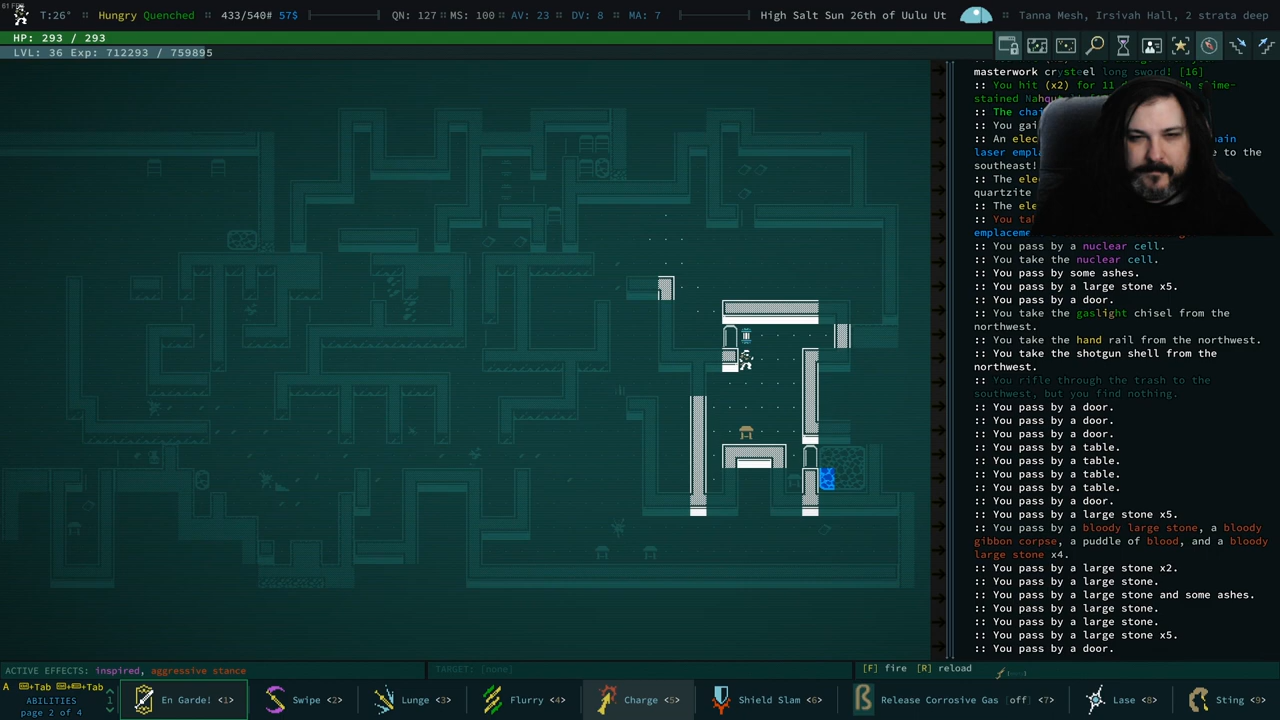 61 FPS
T:26° :: Hungry Quenched :: 433/540# 57$ :: QN: 127 :: MS: 100 :: AV: 23 :: DV: 8 :: MA: 7 High Salt Sun 26th of Uulu Ut :: Tanna Mesh, Irsivah Hall, 2 strata deep
HP: 293 / 293
LVL: 36 Exp: 712293 / 759895
masterwork crysteel long sword! [16]
:: You hit (x2) for 11
stained
:: The
:: You gai
:: An elec
laser empla
southeast!
:: The ele
quartzite
:: The ele
:: You ta
emplaceme
:: You pass by a nuclear cell.
:: You take the nuclear cell.
:: You pass by some ashes.
:: You pass by a large stone x5.
:: You pass by a door.
:: You take the gaslight chisel from the
northwest.
:: You take the hand rail from the northwest.
:: You take the shotgun shell from the
northwest.
:: You rifle through the trash to the
southwest, but you find nothing.
:: You pass by a door.
:: You pass by a door.
:: You pass by a door.
:: You pass by a table.
:: You pass by a table.
:: You pass by a table.
:: You pass by a table.
:: You pass by a door.
:: You pass by a large stone x5.
:: You pass by a bloody large stone, a bloody
gibbon corpse, a puddle of blood, and a bloody
large stone x4.
:: You pass by a large stone x2.
:: You pass by a large stone.
:: You pass by a large stone and some ashes.
:: You pass by a large stone.
:: You pass by a large stone.
:: You pass by a large stone x5.
:: You pass by a door.
ACTIVE EFFECTS: inspired, aggressive stance
TARGET: [none]
[F] fire [R] reload
A Tab Tab
ABILITIES 1
page 2 of 4
En Garde! <1>
Swipe <2>
Lunge <3>
Flurry <4>
Charge <5>
Shield Slam <6>
Release Corrosive Gas [off] <7>
Lase <8>
Sting <9>